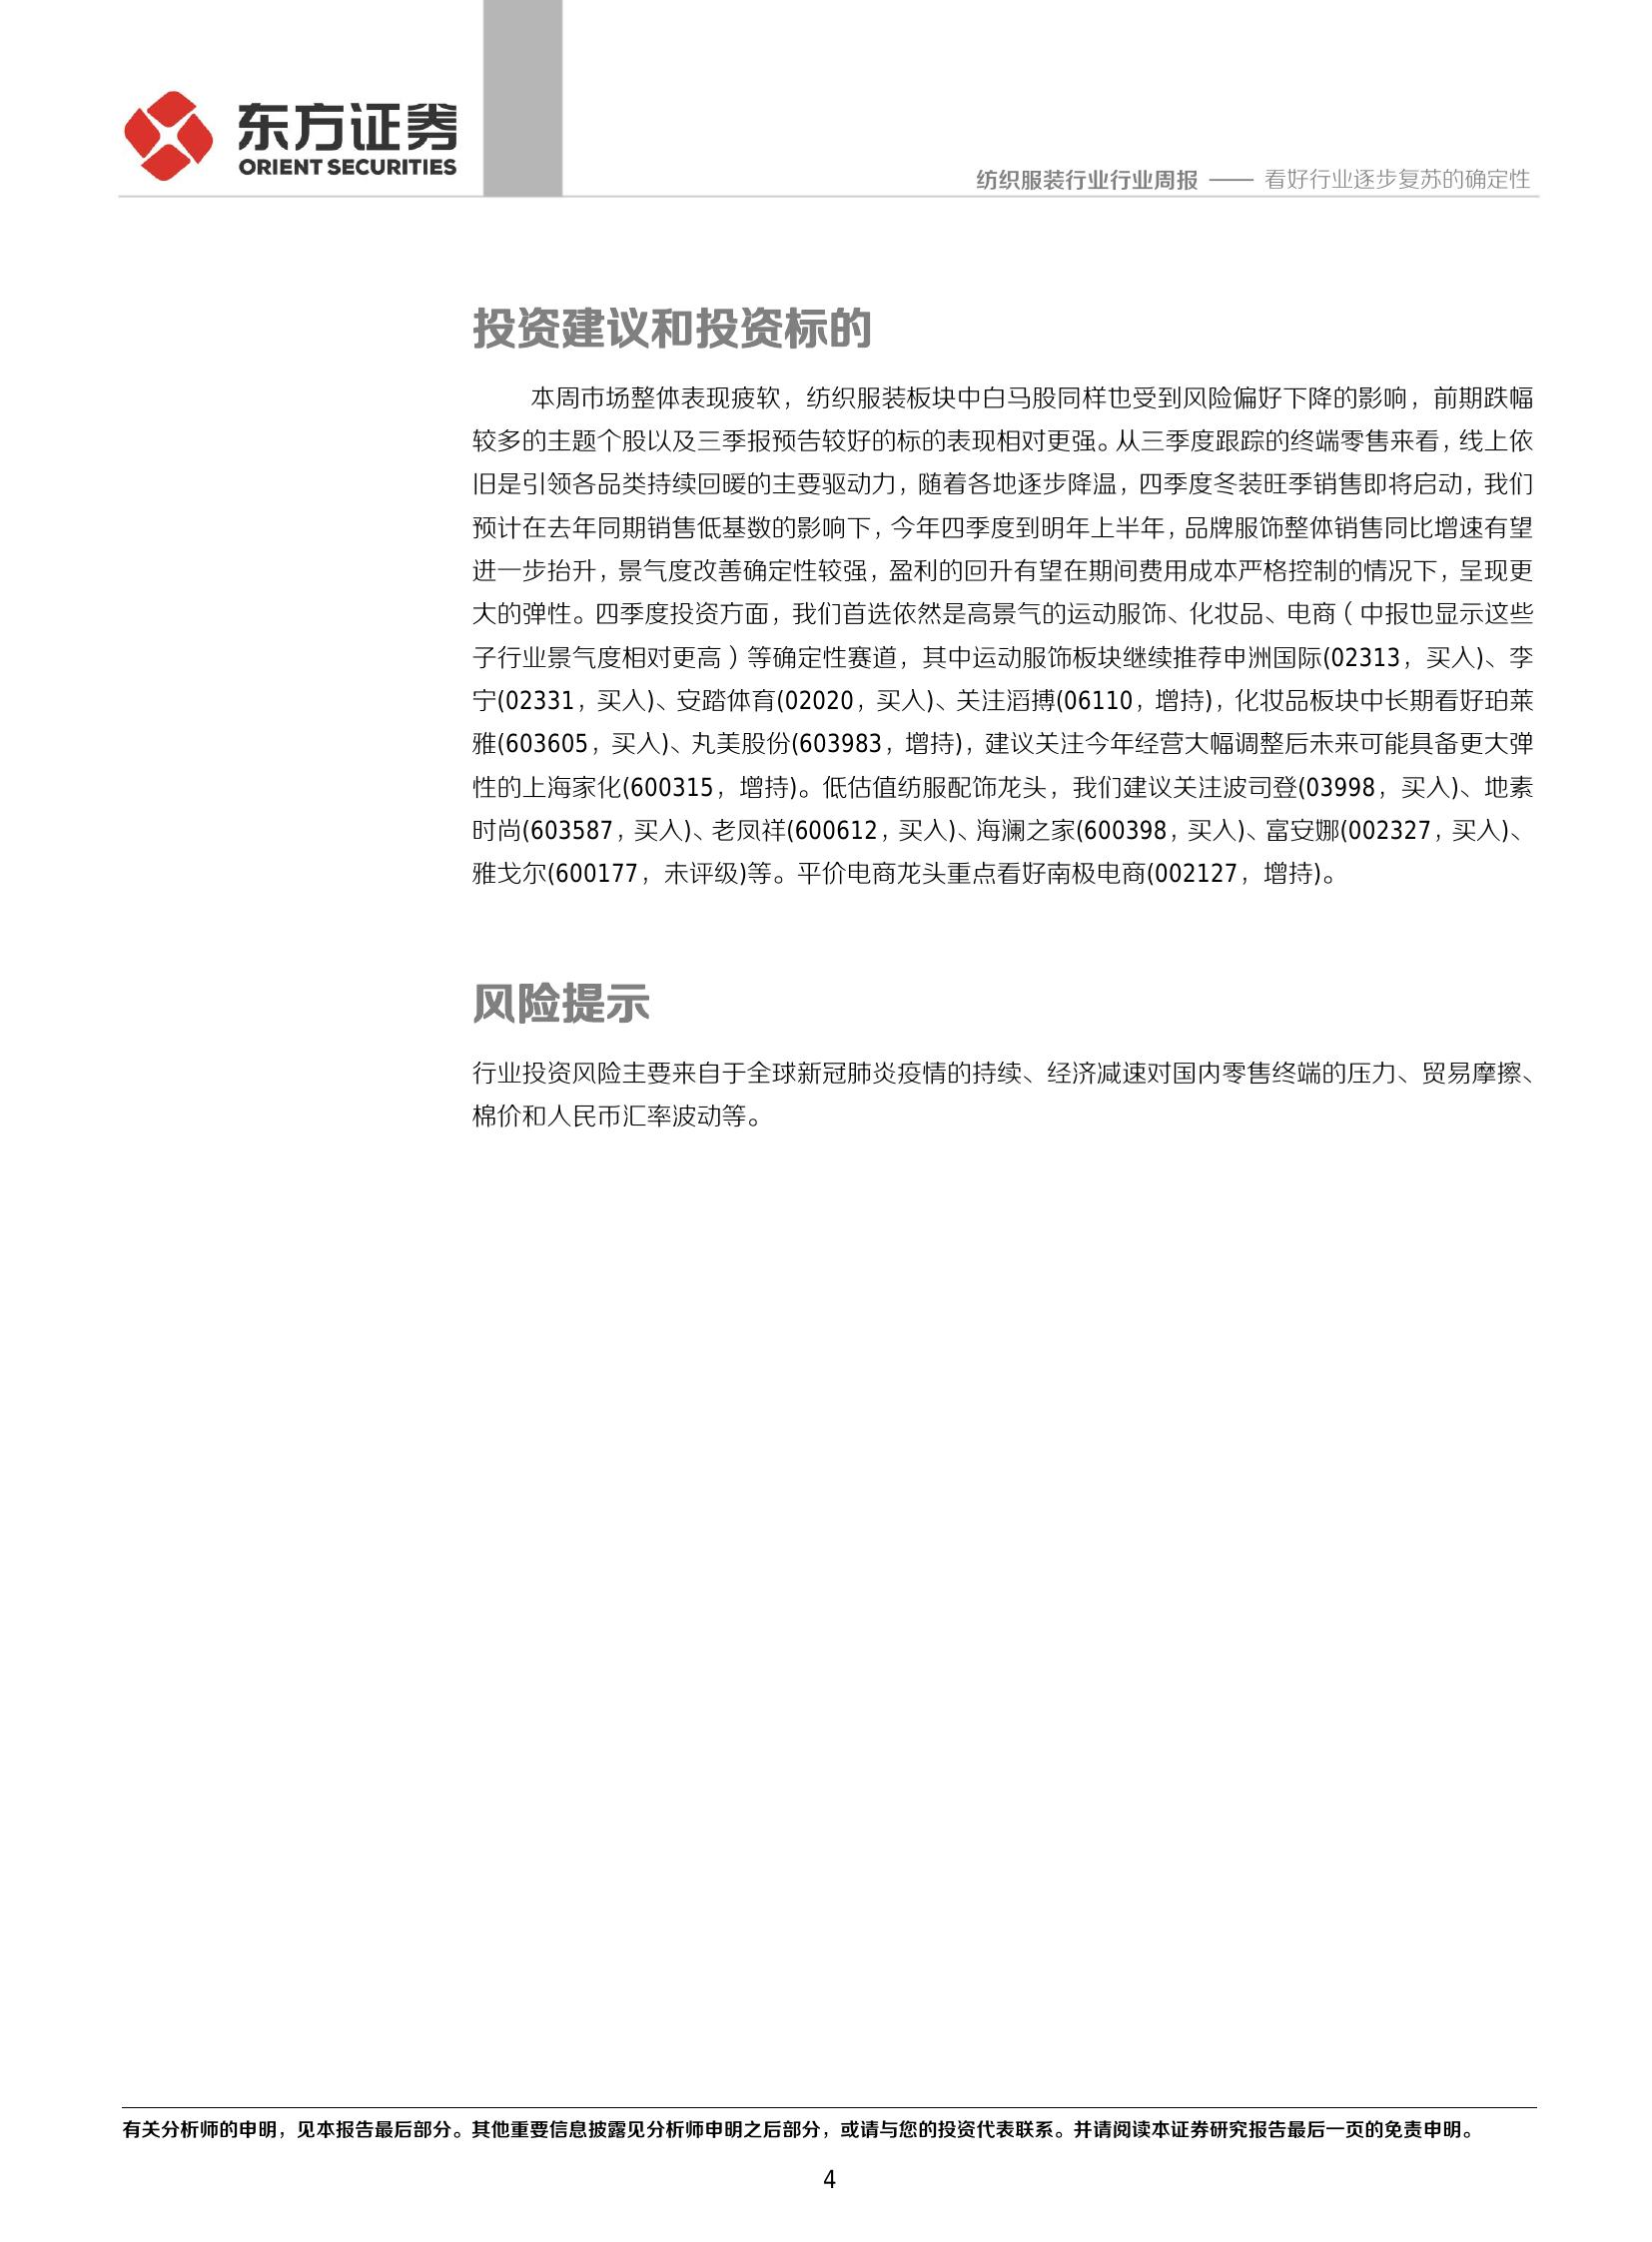 东方证券
ORIENT SECURITIES
纺织服装行业行业周报 —— 看好行业逐步复苏的确定性
投资建议和投资标的
本周市场整体表现疲软，纺织服装板块中白马股同样也受到风险偏好下降的影响，前期跌幅
较多的主题个股以及三季报预告较好的标的表现相对更强。从三季度跟踪的终端零售来看，线上依
旧是引领各品类持续回暖的主要驱动力，随着各地逐步降温，四季度冬装旺季销售即将启动，我们
预计在去年同期销售低基数的影响下，今年四季度到明年上半年，品牌服饰整体销售同比增速有望
进一步抬升，景气度改善确定性较强，盈利的回升有望在期间费用成本严格控制的情况下，呈现更
大的弹性。四季度投资方面，我们首选依然是高景气的运动服饰、化妆品、电商（中报也显示这些
子行业景气度相对更高）等确定性赛道，其中运动服饰板块继续推荐申洲国际(02313，买入)、李
宁(02331，买入)、安踏体育(02020，买入)、关注滔搏(06110，增持)，化妆品板块中长期看好珀莱
雅(603605，买入)、丸美股份(603983，增持)，建议关注今年经营大幅调整后未来可能具备更大弹
性的上海家化(600315，增持)。低估值纺服配饰龙头，我们建议关注波司登(03998，买入)、地素
时尚(603587，买入)、老凤祥(600612，买入)、海澜之家(600398，买入)、富安娜(002327，买入)、
雅戈尔(600177，未评级)等。平价电商龙头重点看好南极电商(002127，增持)。
风险提示
行业投资风险主要来自于全球新冠肺炎疫情的持续、经济减速对国内零售终端的压力、贸易摩擦、
棉价和人民币汇率波动等。
有关分析师的申明，见本报告最后部分。其他重要信息披露见分析师申明之后部分，或请与您的投资代表联系。并请阅读本证券研究报告最后一页的免责申明。
4